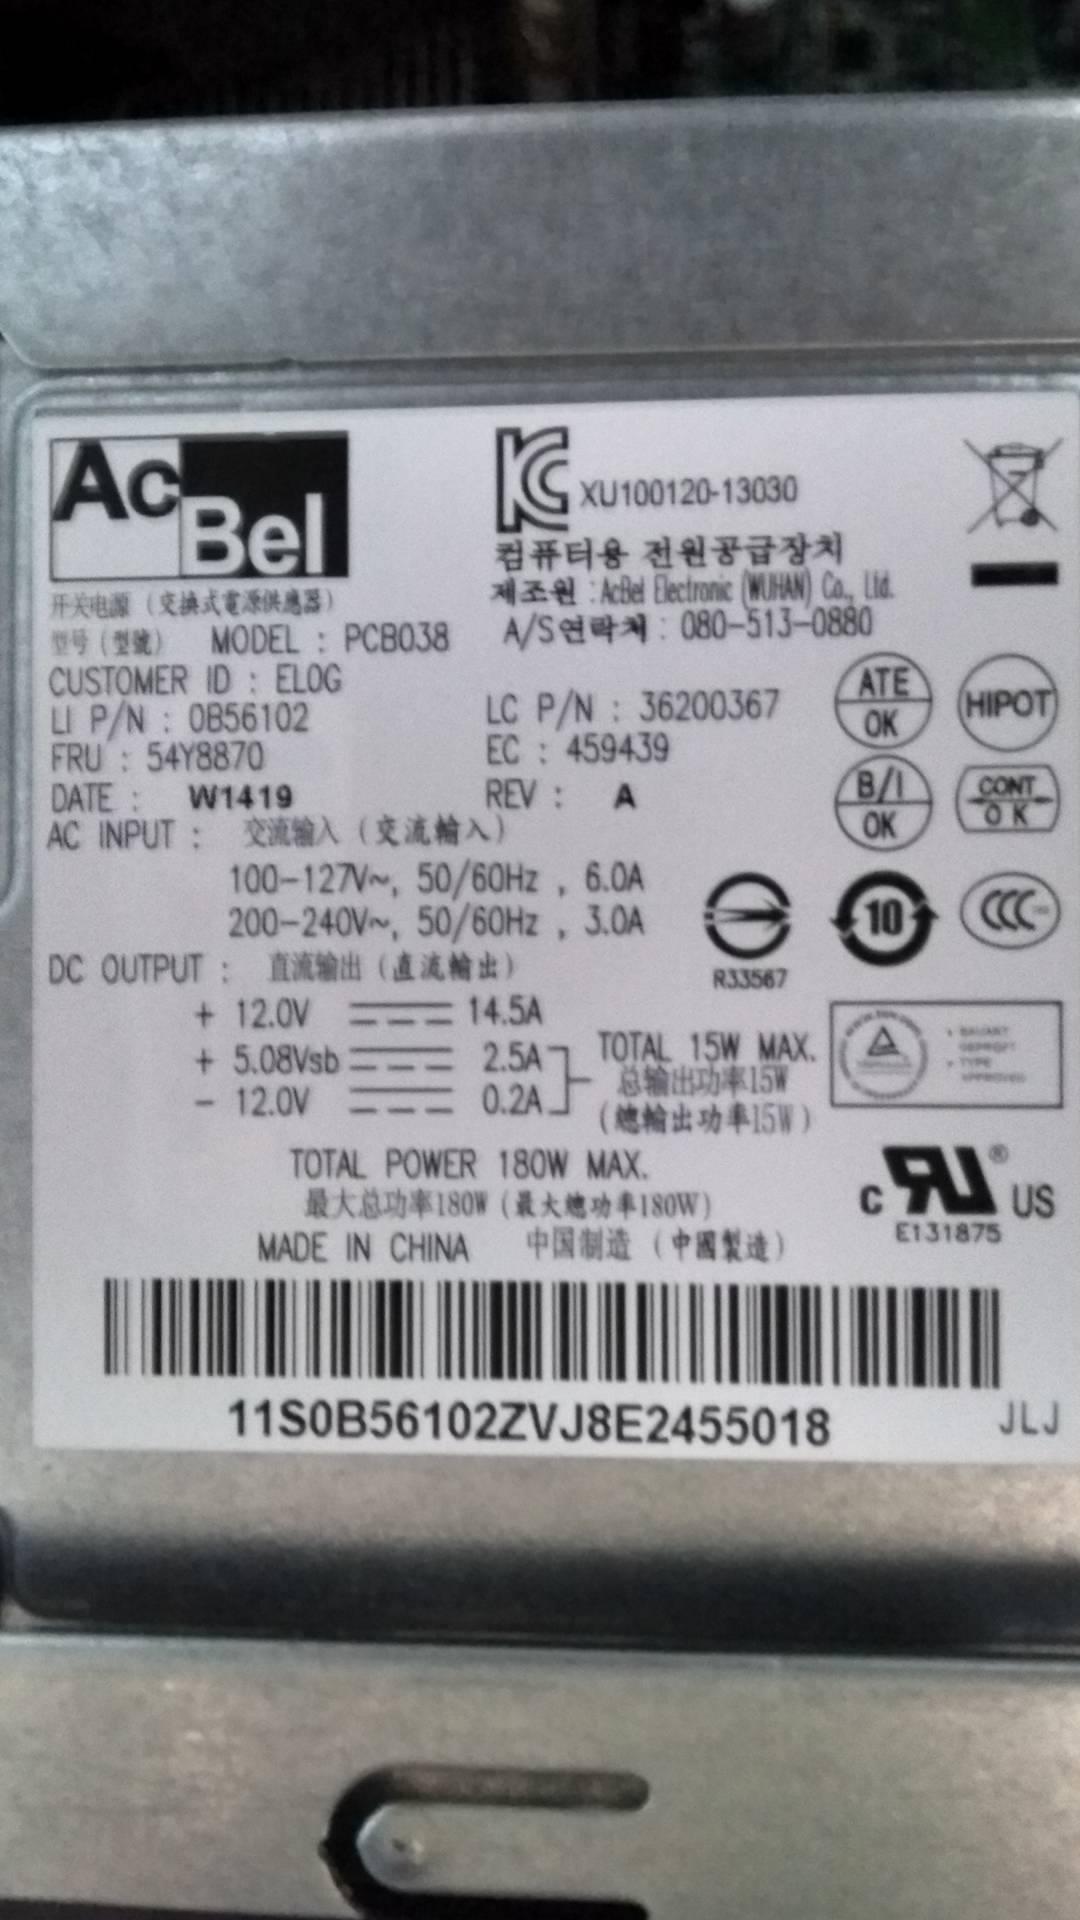 AcBel
开关电源（交換式電源供應器）
型号（型號） MODEL : PCB038
CUSTOMER ID : ELOG
LI P/N : 0B56102
FRU : 54Y8870
DATE : W1419
XU100120-13030
컴퓨터용 전원공급장치
제조원 : AcBel Electronic (WUHAN) Co., Ltd.
A/S연락처 : 080-513-0880
LC P/N : 36200367
EC : 459439
REV : A
ATE
OK
HIPOT
B/I
OK
CONT
OK
AC INPUT : 交流输入（交流輸入）
100-127V~, 50/60Hz , 6.0A
200-240V~, 50/60Hz , 3.0A
R33567
10
CCC
DC OUTPUT : 直流输出（直流輸出）
+ 12.0V 14.5A
+ 5.08Vsb 2.5A
- 12.0V 0.2A
TOTAL 15W MAX.
总输出功率15W
（總輸出功率15W）
TOTAL POWER 180W MAX.
最大总功率180W（最大總功率180W）
MADE IN CHINA 中国制造（中國製造）
c RU ® US
E131875
11S0B56102ZVJ8E2455018
JLJ